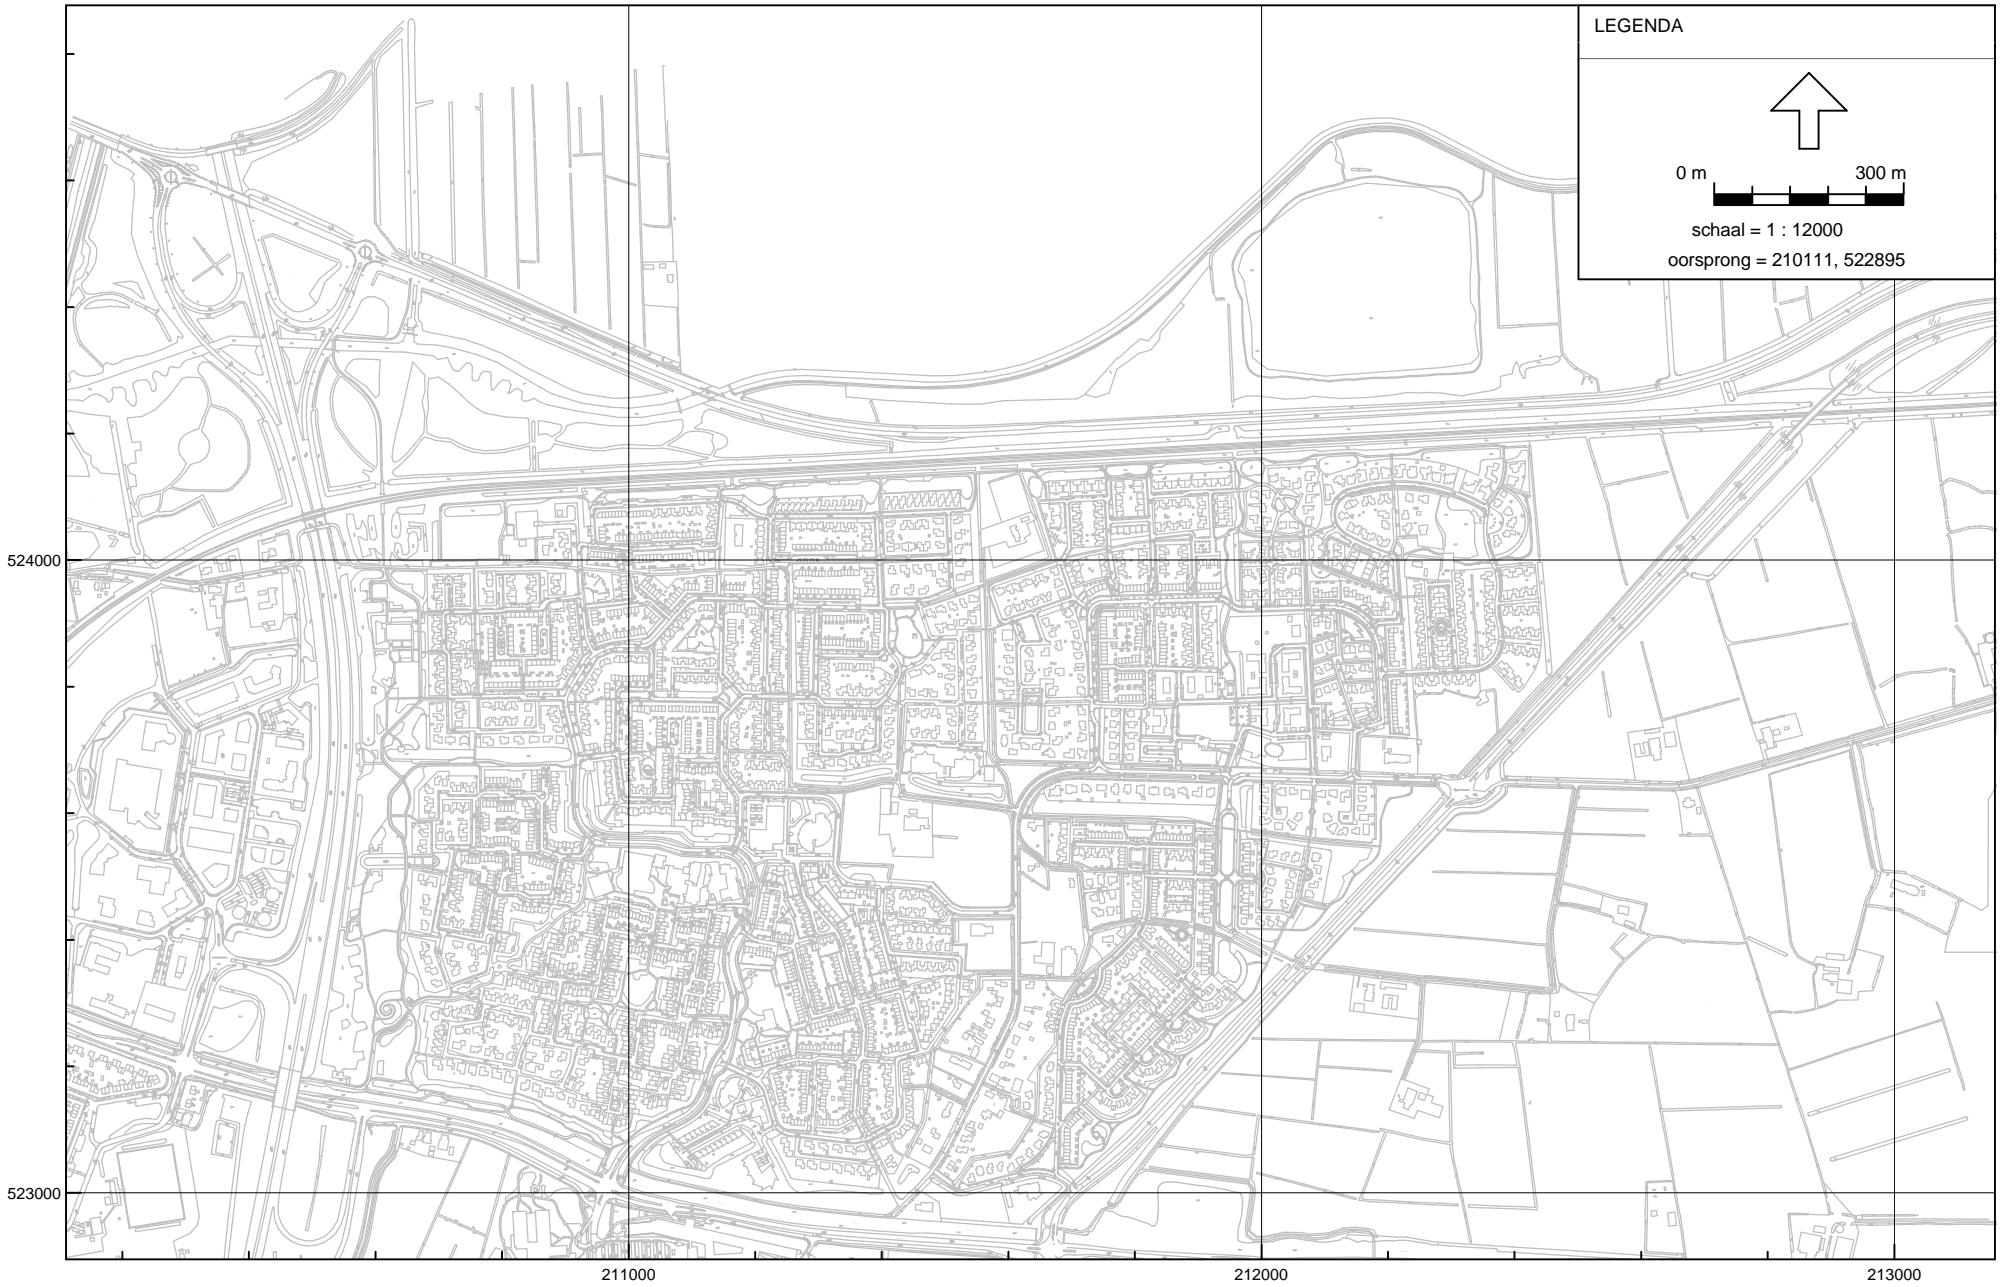 LEGENDA
0 m 300 m
schaal = 1 : 12000
oorsprong = 210111, 522895
524000
523000
211000 212000 213000